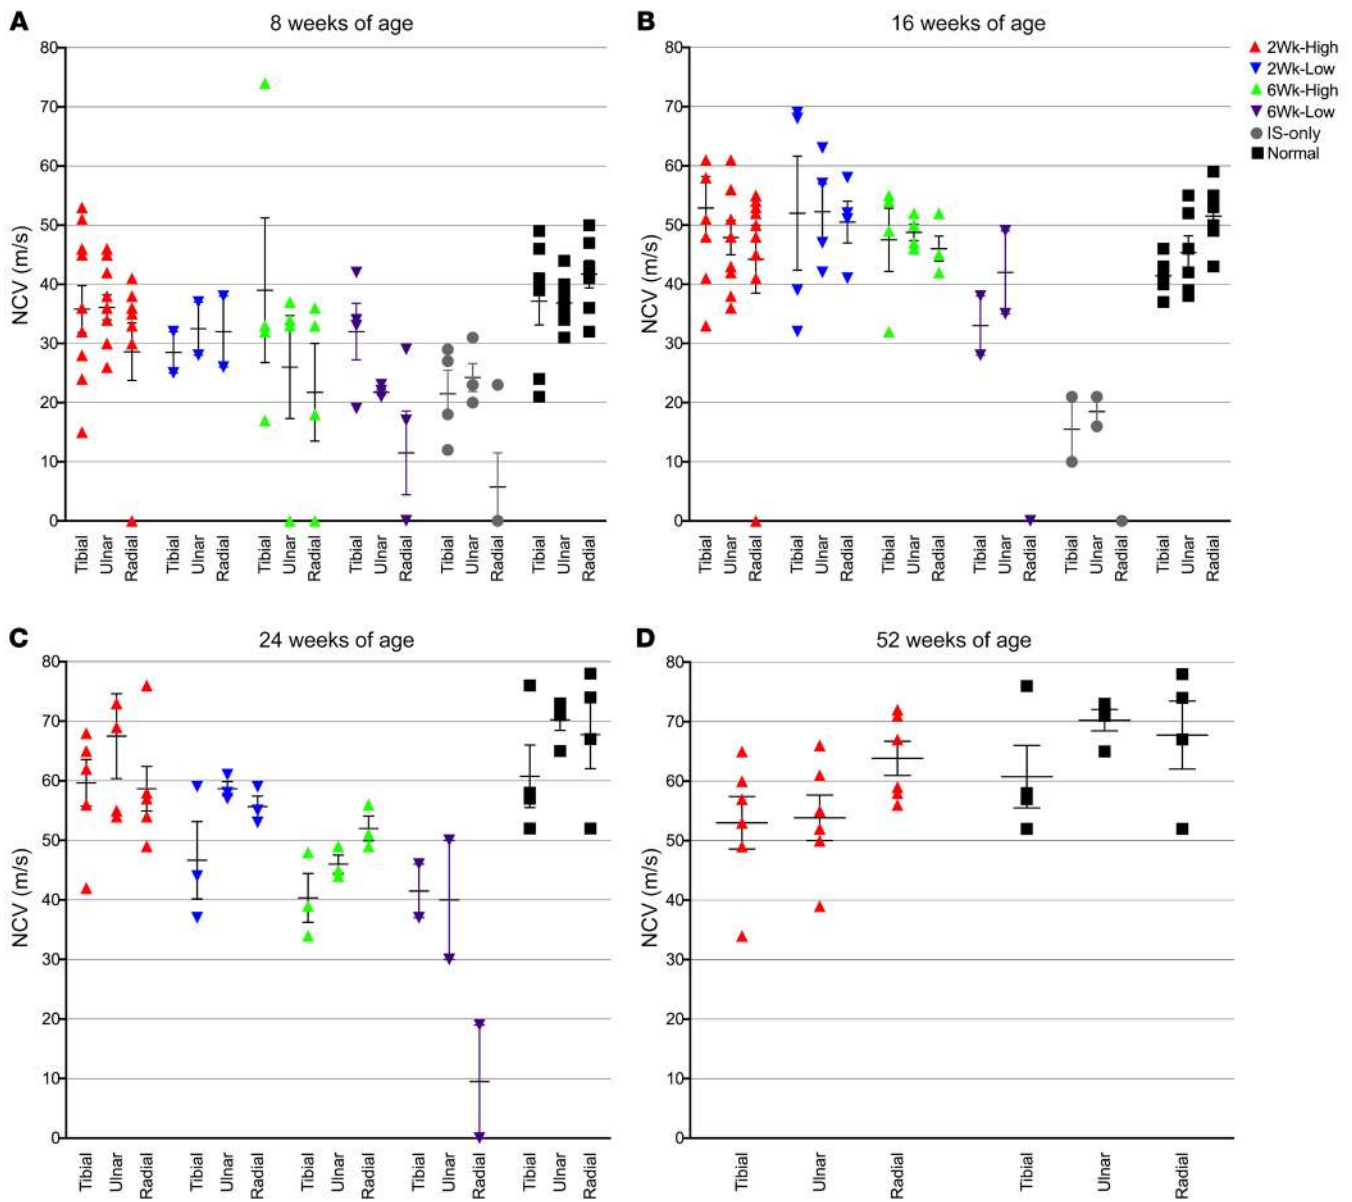 A
8 weeks of age
NCV (m/s)
80
70
60
50
40
30
20
10
0
Tibial Ulnar Radial Tibial Ulnar Radial Tibial Ulnar Radial Tibial Ulnar Radial Tibial Ulnar Radial Tibial Ulnar Radial
B
16 weeks of age
NCV (m/s)
80
70
60
50
40
30
20
10
0
Tibial Ulnar Radial Tibial Ulnar Radial Tibial Ulnar Radial Tibial Ulnar Radial Tibial Ulnar Radial Tibial Ulnar Radial
2Wk-High
2Wk-Low
6Wk-High
6Wk-Low
IS-only
Normal
C
24 weeks of age
NCV (m/s)
80
70
60
50
40
30
20
10
0
Tibial Ulnar Radial Tibial Ulnar Radial Tibial Ulnar Radial Tibial Ulnar Radial Tibial Ulnar Radial
D
52 weeks of age
NCV (m/s)
80
70
60
50
40
30
20
10
0
Tibial Ulnar Radial Tibial Ulnar Radial